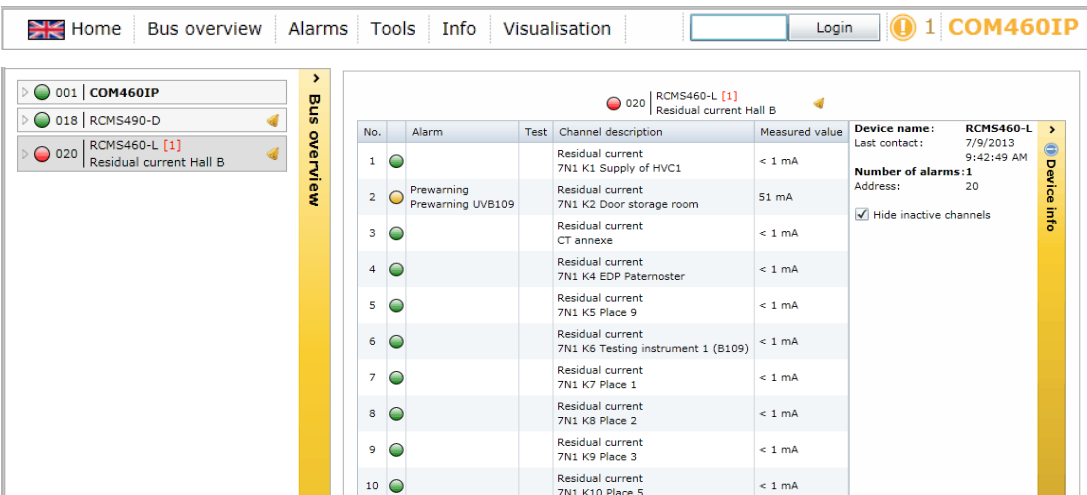 Home Bus overview Alarms Tools Info Visualisation Login 1 COM460IP
001 COM460IP
018 RCMS490-D
020 RCMS460-L [1]
Residual current Hall B
Bus overview
020 RCMS460-L [1]
Residual current Hall B
No. Alarm Test Channel description Measured value
1 Residual current
7N1 K1 Supply of HVC1 < 1 mA
2 Prewarning Residual current
Prewarning UVB109 7N1 K2 Door storage room 51 mA
3 Residual current
CT annexe < 1 mA
4 Residual current
7N1 K4 EDP Paternoster < 1 mA
5 Residual current
7N1 K5 Place 9 < 1 mA
6 Residual current
7N1 K6 Testing instrument 1 (B109) < 1 mA
7 Residual current
7N1 K7 Place 1 < 1 mA
8 Residual current
7N1 K8 Place 2 < 1 mA
9 Residual current
7N1 K9 Place 3 < 1 mA
10 Residual current
7N1 K10 Place 5 < 1 mA
Device name: RCMS460-L
Last contact: 7/9/2013
9:42:49 AM
Number of alarms:1
Address: 20
Hide inactive channels
Device info